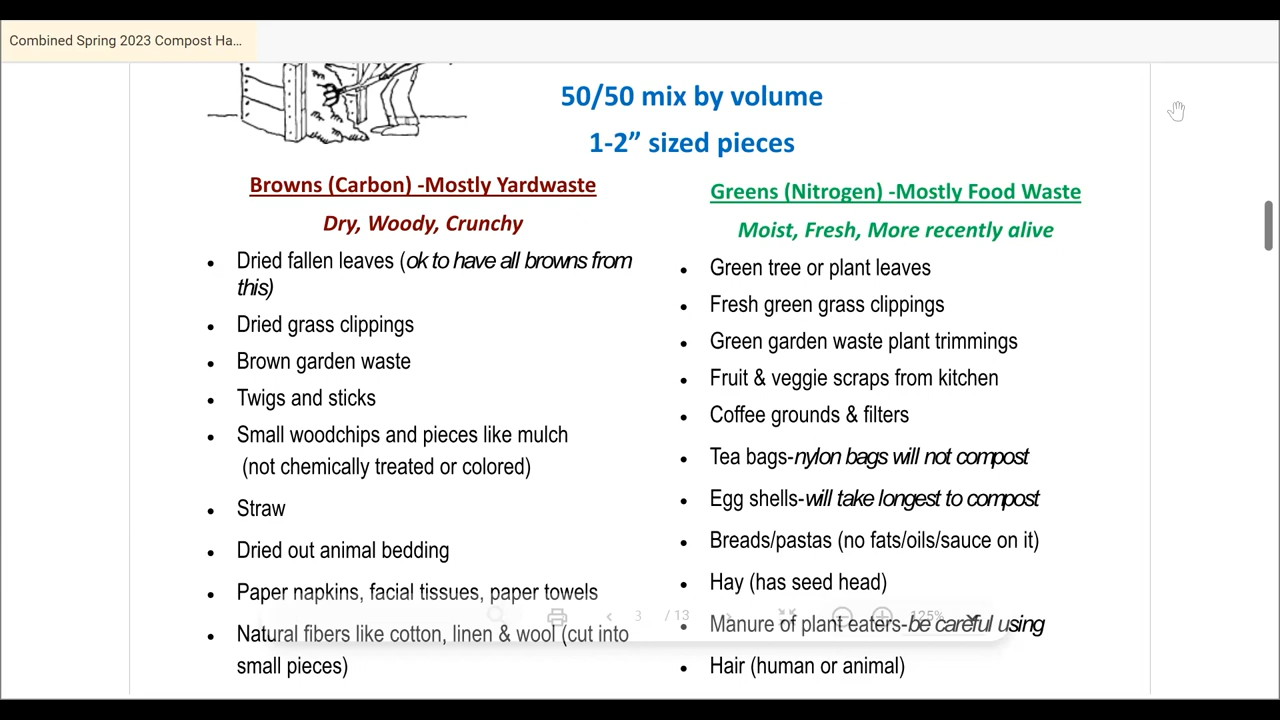 Combined Spring 2023 Compost Ha...
50/50 mix by volume
1-2” sized pieces
Browns (Carbon) -Mostly Yardwaste
Dry, Woody, Crunchy
Dried fallen leaves (ok to have all browns from
this)
Dried grass clippings
Brown garden waste
Twigs and sticks
Small woodchips and pieces like mulch
(not chemically treated or colored)
Straw
Dried out animal bedding
Paper napkins, facial tissues, paper towels
Natural fibers like cotton, linen & wool (cut into
small pieces)
Greens (Nitrogen) -Mostly Food Waste
Moist, Fresh, More recently alive
Green tree or plant leaves
Fresh green grass clippings
Green garden waste plant trimmings
Fruit & veggie scraps from kitchen
Coffee grounds & filters
Tea bags-nylon bags will not compost
Egg shells-will take longest to compost
Breads/pastas (no fats/oils/sauce on it)
Hay (has seed head)
Manure of plant eaters-be careful using
Hair (human or animal)
3 / 13
125%